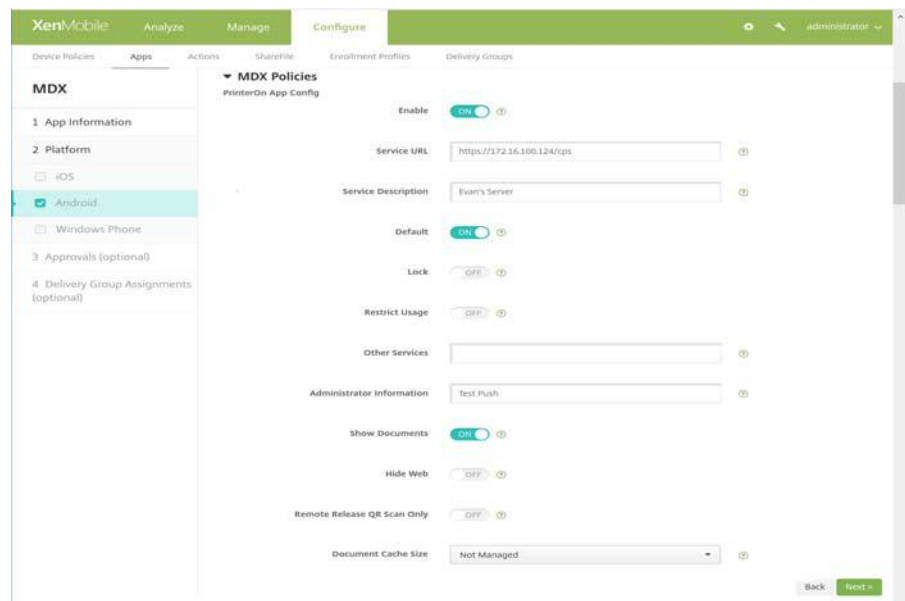 XenMobile Analyze Manage Configure administrator
Device Policies Apps Actions ShareFile Enrollment Profiles Delivery Groups
MDX
1 App Information
2 Platform
iOS
Android
Windows Phone
3 Approvals (optional)
4 Delivery Group Assignments
(optional)
MDX Policies
PrinterOn App Config
Enable ON
Service URL https://172.16.100.124/cps
Service Description Evan's Server
Default ON
Lock OFF
Restrict Usage OFF
Other Services
Administrator Information Test Push
Show Documents ON
Hide Web OFF
Remote Release QR Scan Only OFF
Document Cache Size Not Managed
Back Next >